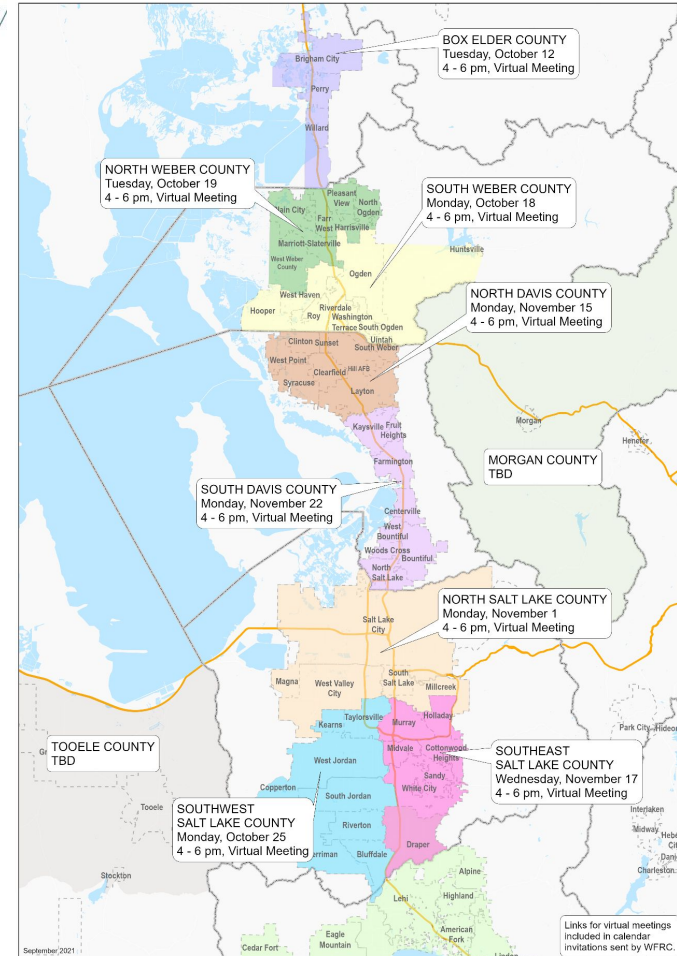 BOX ELDER COUNTY
Tuesday, October 12
4 - 6 pm, Virtual Meeting
Brigham City
Perry
Willard
NORTH WEBER COUNTY
Tuesday, October 19
4 - 6 pm, Virtual Meeting
SOUTH WEBER COUNTY
Monday, October 18
4 - 6 pm, Virtual Meeting
Pleasant
View
North
Ogden
lain City
Farr
West
Harrisville
Marriott-Slaterville
West Weber
County
Huntsville
Ogden
West Haven
Hooper
Roy
Riverdale
Washington
Terrace
South Ogden
Uintah
South Weber
NORTH DAVIS COUNTY
Monday, November 15
4 - 6 pm, Virtual Meeting
Clinton
Sunset
West Point
Clearfield
Hill AFB
Syracuse
Layton
Kaysville
Fruit
Heights
Farmington
Morgan
Henefer
MORGAN COUNTY
TBD
SOUTH DAVIS COUNTY
Monday, November 22
4 - 6 pm, Virtual Meeting
Centerville
West
Bountiful
Woods Cross
Bountiful
North
Salt Lake
NORTH SALT LAKE COUNTY
Monday, November 1
4 - 6 pm, Virtual Meeting
Salt Lake
City
Magna
West Valley
City
South
Salt Lake
Millcreek
Taylorsville
Kearns
Murray
Holladay
Midvale
Cottonwood
Heights
Sandy
White City
Draper
SOUTHEAST
SALT LAKE COUNTY
Wednesday, November 17
4 - 6 pm, Virtual Meeting
TOOELE COUNTY
TBD
Gr
Tooele
Stockton
West Jordan
Copperton
South Jordan
Riverton
erriman
Bluffdale
SOUTHWEST
SALT LAKE COUNTY
Monday, October 25
4 - 6 pm, Virtual Meeting
Park City
Hideo
Interlaken
Midway
Hebe
Cit
Dani
Charleston
Alpine
Lehi
Highland
American
Fork
Eagle
Mountain
Cedar Fort
Links for virtual meetings
included in calendar
invitations sent by WFRC.
September 2021